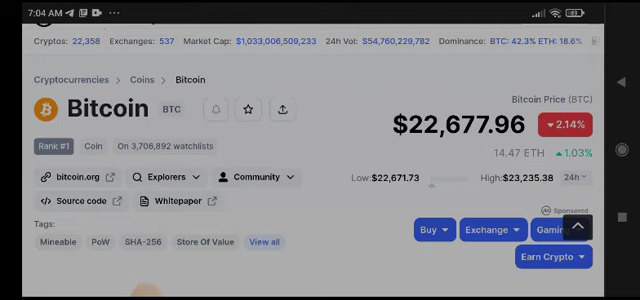 7:04 AM
Cryptos: 22,358 Exchanges: 537 Market Cap: $1,033,006,509,233 24h Vol: $54,760,229,782 Dominance: BTC: 42.3% ETH: 18.6%
Cryptocurrencies > Coins > Bitcoin
Bitcoin BTC
Bitcoin Price (BTC)
$22,677.96 2.14%
Rank #1 Coin On 3,706,892 watchlists
14.47 ETH 1.03%
bitcoin.org Explorers Community
Low:$22,671.73 High:$23,235.38 24h
Source code Whitepaper
Sponsored
Tags:
Buy Exchange Gaming
Mineable PoW SHA-256 Store Of Value View all
Earn Crypto